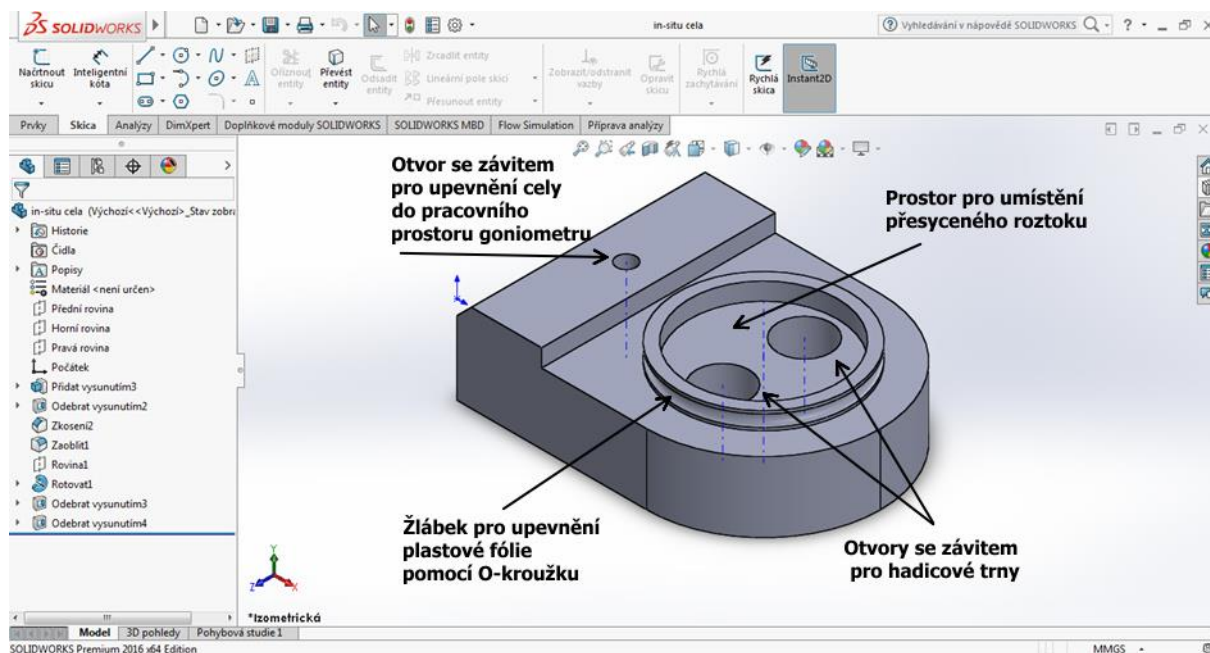 SOLIDWORKS
in-situ cela
Vyhledávání v nápovědě SOLIDWORKS
Načrtnout skicu
Inteligentní kóta
Oříznout entity
Převést entity
Odsadit entity
Zrcadlit entity
Lineární pole skici
Přesunout entity
Zobrazit/odstranit vazby
Opravit skicu
Rychlá zachytávání
Rychlá skica
Instant2D
Prvky
Skica
Analýzy
DimXpert
Doplňkové moduly SOLIDWORKS
SOLIDWORKS MBD
Flow Simulation
Příprava analýzy
in-situ cela (Výchozí<<Výchozí>_Stav zobra
Historie
Čidla
Popisy
Materiál <není určen>
Přední rovina
Horní rovina
Pravá rovina
Počátek
Přidat vysunutím3
Odebrat vysunutím2
Zkosení2
Zaoblit1
Rovina1
Rotovat1
Odebrat vysunutím3
Odebrat vysunutím4
Otvor se závitem
pro upevnění cely
do pracovního
prostoru goniometru
Prostor pro umístění
přesyceného roztoku
Žlábek pro upevnění
plastové fólie
pomocí O-kroužku
Otvory se závitem
pro hadicové trny
Y
Z
X
*Izometrická
Model
3D pohledy
Pohybová studie 1
SOLIDWORKS Premium 2016 x64 Edition
MMGS